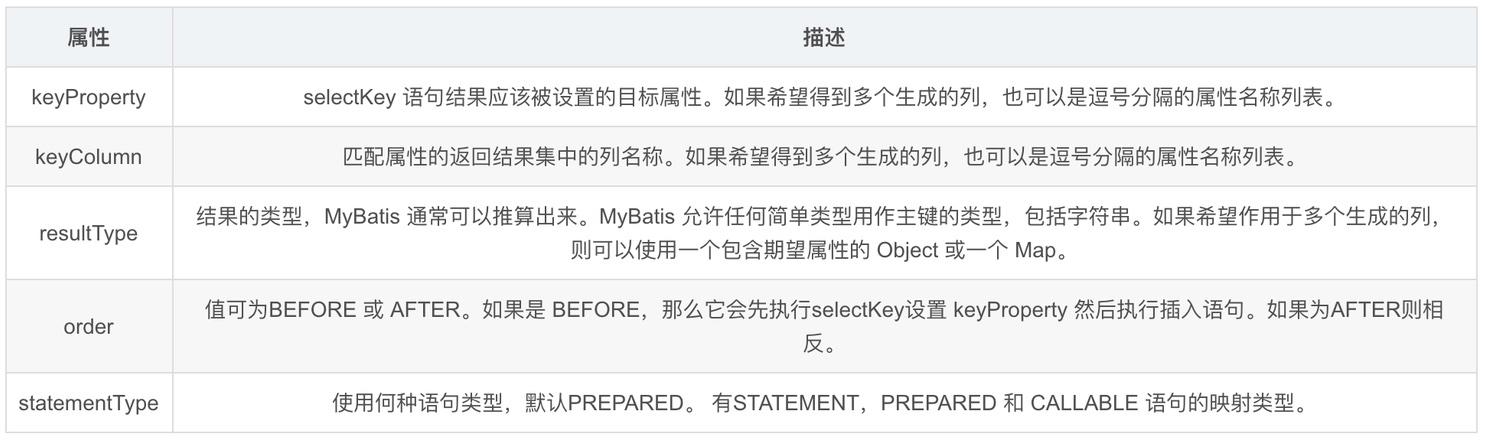 属性 描述
keyProperty selectKey 语句结果应该被设置的目标属性。如果希望得到多个生成的列，也可以是逗号分隔的属性名称列表。
keyColumn 匹配属性的返回结果集中的列名称。如果希望得到多个生成的列，也可以是逗号分隔的属性名称列表。
resultType 结果的类型，MyBatis 通常可以推算出来。MyBatis 允许任何简单类型用作主键的类型，包括字符串。如果希望作用于多个生成的列，
则可以使用一个包含期望属性的 Object 或一个 Map。
order 值可为BEFORE 或 AFTER。如果是 BEFORE，那么它会先执行selectKey设置 keyProperty 然后执行插入语句。如果为AFTER则相
反。
statementType 使用何种语句类型，默认PREPARED。 有STATEMENT，PREPARED 和 CALLABLE 语句的映射类型。